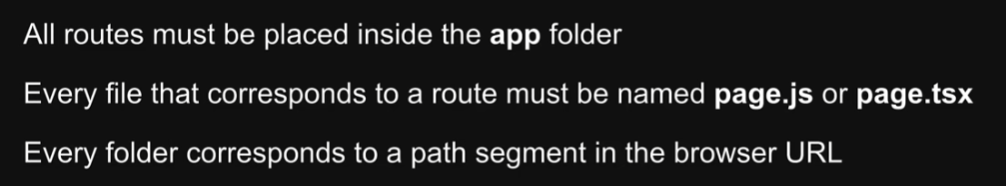 All routes must be placed inside the app folder
Every file that corresponds to a route must be named page.js or page.tsx
Every folder corresponds to a path segment in the browser URL